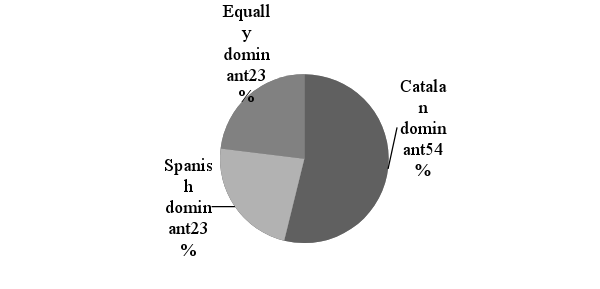 Equall
y
domin
ant23
%
Catala
n
domin
ant54
%
Spanis
h
domin
ant23
%